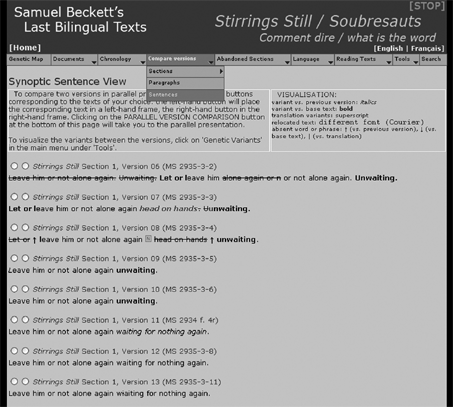 [STOP]
Samuel Beckett's
Last Bilingual Texts
Stirrings Still / Soubresauts
Comment dire / what is the word
[Home]
[English | Français]
Genetic Map Documents Chronology Compare versions Abandoned Sections Language Reading Texts Tools Search
Sections
Paragraphs
Sentences
Synoptic Sentence View
To compare two versions in parallel pr buttons
corresponding to the texts of your choice. the left-hand button will place
the corresponding text in a left-hand frame, the right-hand button in the
right-hand frame. Clicking on the PARALLEL VERSION COMPARISON button
at the bottom of this page will take you to the parallel presentation.
To visualize the variants between the versions, click on 'Genetic Variants'
in the main menu under 'Tools'.
VISUALISATION:
variant vs. previous version: italics
variant vs. base text: bold
translation variants: superscript
relocated text: different font (Courier)
absent word or phrase: ↑ (vs. previous version), ↓ (vs.
base text), | (vs. translation)
Stirrings Still Section 1, Version 06 (MS 2935-3-2)
Leave him or not alone again. Unwaiting. Let or leave him alone again or n or not alone again. Unwaiting.
Stirrings Still Section 1, Version 07 (MS 2935-3-3)
Let or leave him or not alone again head on hands. Uunwaiting.
Stirrings Still Section 1, Version 08 (MS 2935-3-4)
Let or ↑ leave him or not alone again head on hands ↑ unwaiting.
Stirrings Still Section 1, Version 09 (MS 2935-3-5)
Leave him or not alone again unwaiting.
Stirrings Still Section 1, Version 10 (MS 2935-3-6)
Leave him or not alone again unwaiting.
Stirrings Still Section 1, Version 11 (MS 2934 f. 4r)
Leave him or not alone again waiting for nothing again.
Stirrings Still Section 1, Version 12 (MS 2935-3-8)
Leave him or not alone again waiting for nothing again.
Stirrings Still Section 1, Version 13 (MS 2935-3-11)
Leave him or not alone again waiting for nothing again.